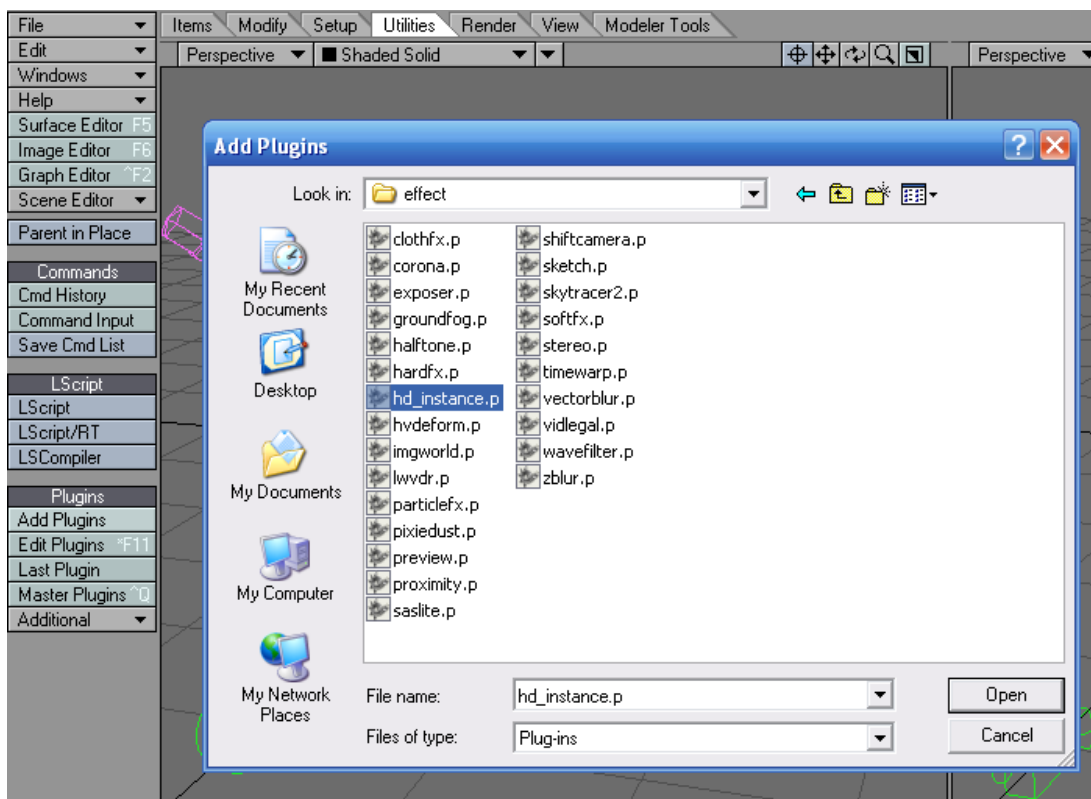 File
Edit
Windows
Help
Surface Editor F5
Image Editor F6
Graph Editor ^F2
Scene Editor
Parent in Place
Commands
Cmd History
Command Input
Save Cmd List
LScript
LScript
LScript/RT
LSCompiler
Plugins
Add Plugins
Edit Plugins *F11
Last Plugin
Master Plugins ^Q
Additional
Items Modify Setup Utilities Render View Modeler Tools
Perspective Shaded Solid Perspective
Add Plugins
Look in: effect
My Recent
Documents
Desktop
My Documents
My Computer
My Network
Places
clothfx.p
corona.p
exposer.p
groundfog.p
halftone.p
hardfx.p
hd_instance.p
hvdeform.p
imgworld.p
lwvdr.p
particlefx.p
pixiedust.p
preview.p
proximity.p
saslite.p
shiftcamera.p
sketch.p
skytracer2.p
softfx.p
stereo.p
timewarp.p
vectorblur.p
vidlegal.p
wavefilter.p
zblur.p
File name: hd_instance.p Open
Files of type: Plug-ins Cancel